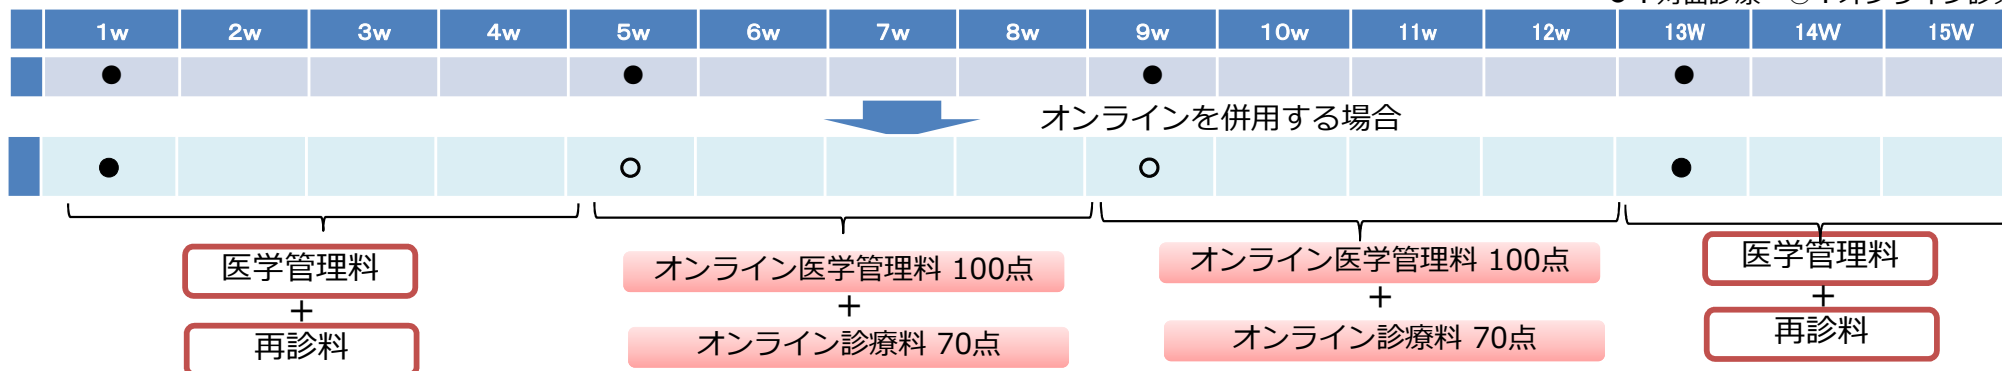 1w 2w 3w 4w 5w 6w 7w 8w 9w 10w 11w 12w 13W 14W 15W
オンラインを併用する場合
医学管理料
+
再診料
オンライン医学管理料 100点
+
オンライン診療料 70点
オンライン医学管理料 100点
+
オンライン診療料 70点
医学管理料
+
再診料